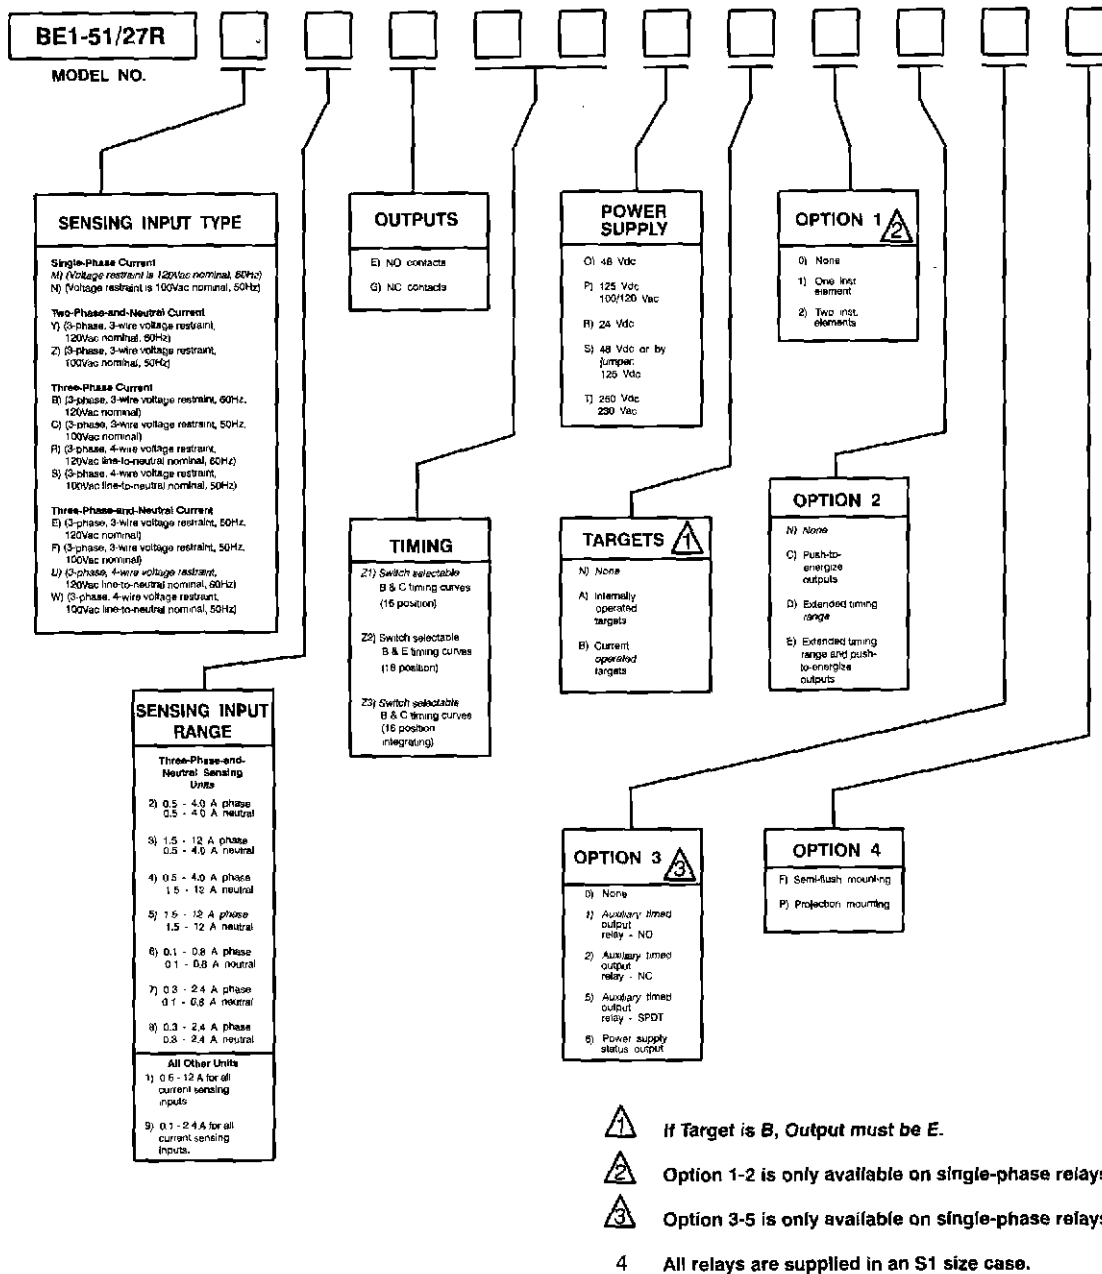 BE1-51/27R
MODEL NO.
SENSING INPUT TYPE
Single-Phase Current
M) (Voltage restraint is 120Vac nominal, 60Hz)
N) (Voltage restraint is 100Vac nominal, 50Hz)
Two-Phase-and-Neutral Current
Y) (3-phase, 3-wire voltage restraint,
120Vac nominal, 60Hz)
Z) (3-phase, 3-wire voltage restraint,
100Vac nominal, 50Hz)
Three-Phase Current
B) (3-phase, 3-wire voltage restraint, 60Hz,
120Vac nominal)
C) (3-phase, 3-wire voltage restraint, 50Hz,
100Vac nominal)
R) (3-phase, 4-wire voltage restraint,
120Vac line-to-neutral nominal, 60Hz)
S) (3-phase, 4-wire voltage restraint,
100Vac line-to-neutral nominal, 50Hz)
Three-Phase-and-Neutral Current
E) (3-phase, 3-wire voltage restraint, 60Hz,
120Vac nominal)
F) (3-phase, 3-wire voltage restraint, 50Hz,
100Vac nominal)
U) (3-phase, 4-wire voltage restraint,
120Vac line-to-neutral nominal, 60Hz)
W) (3-phase, 4-wire voltage restraint,
100Vac line-to-neutral nominal, 50Hz)
SENSING INPUT
RANGE
Three-Phase-and-
Neutral Sensing
Units
2) 0.5 - 4.0 A phase
0.5 - 4.0 A neutral
3) 1.5 - 12 A phase
0.5 - 4.0 A neutral
4) 0.5 - 4.0 A phase
1.5 - 12 A neutral
5) 1.5 - 12 A phase
1.5 - 12 A neutral
6) 0.1 - 0.8 A phase
0.1 - 0.8 A neutral
7) 0.3 - 2.4 A phase
0.1 - 0.8 A neutral
8) 0.3 - 2.4 A phase
0.3 - 2.4 A neutral
All Other Units
1) 0.5 - 12 A for all
current sensing
inputs
9) 0.1 - 2.4 A for all
current sensing
inputs.
OUTPUTS
E) NO contacts
G) NC contacts
TIMING
Z1) Switch selectable
B & C timing curves
(16 position)
Z2) Switch selectable
B & E timing curves
(16 position)
Z3) Switch selectable
B & C timing curves
(16 position
integrating)
POWER
SUPPLY
O) 48 Vdc
P) 125 Vdc
100/120 Vac
R) 24 Vdc
S) 48 Vdc or by
jumper:
125 Vdc
T) 250 Vdc
230 Vac
TARGETS 1
N) None
A) Internally
operated
targets
B) Current
operated
targets
OPTION 1 2
0) None
1) One inst
element
2) Two inst.
elements
OPTION 2
N) None
C) Push-to-
energize
outputs
D) Extended timing
range
E) Extended timing
range and push-
to-energize
outputs
OPTION 3 3
0) None
1) Auxiliary timed
output
relay - NO
2) Auxiliary timed
output
relay - NC
5) Auxiliary timed
output
relay - SPDT
6) Power supply
status output
OPTION 4
F) Semi-flush mounting
P) Projection mounting
1 If Target is B, Output must be E.
2 Option 1-2 is only available on single-phase relays
3 Option 3-5 is only available on single-phase relays
4 All relays are supplied in an S1 size case.